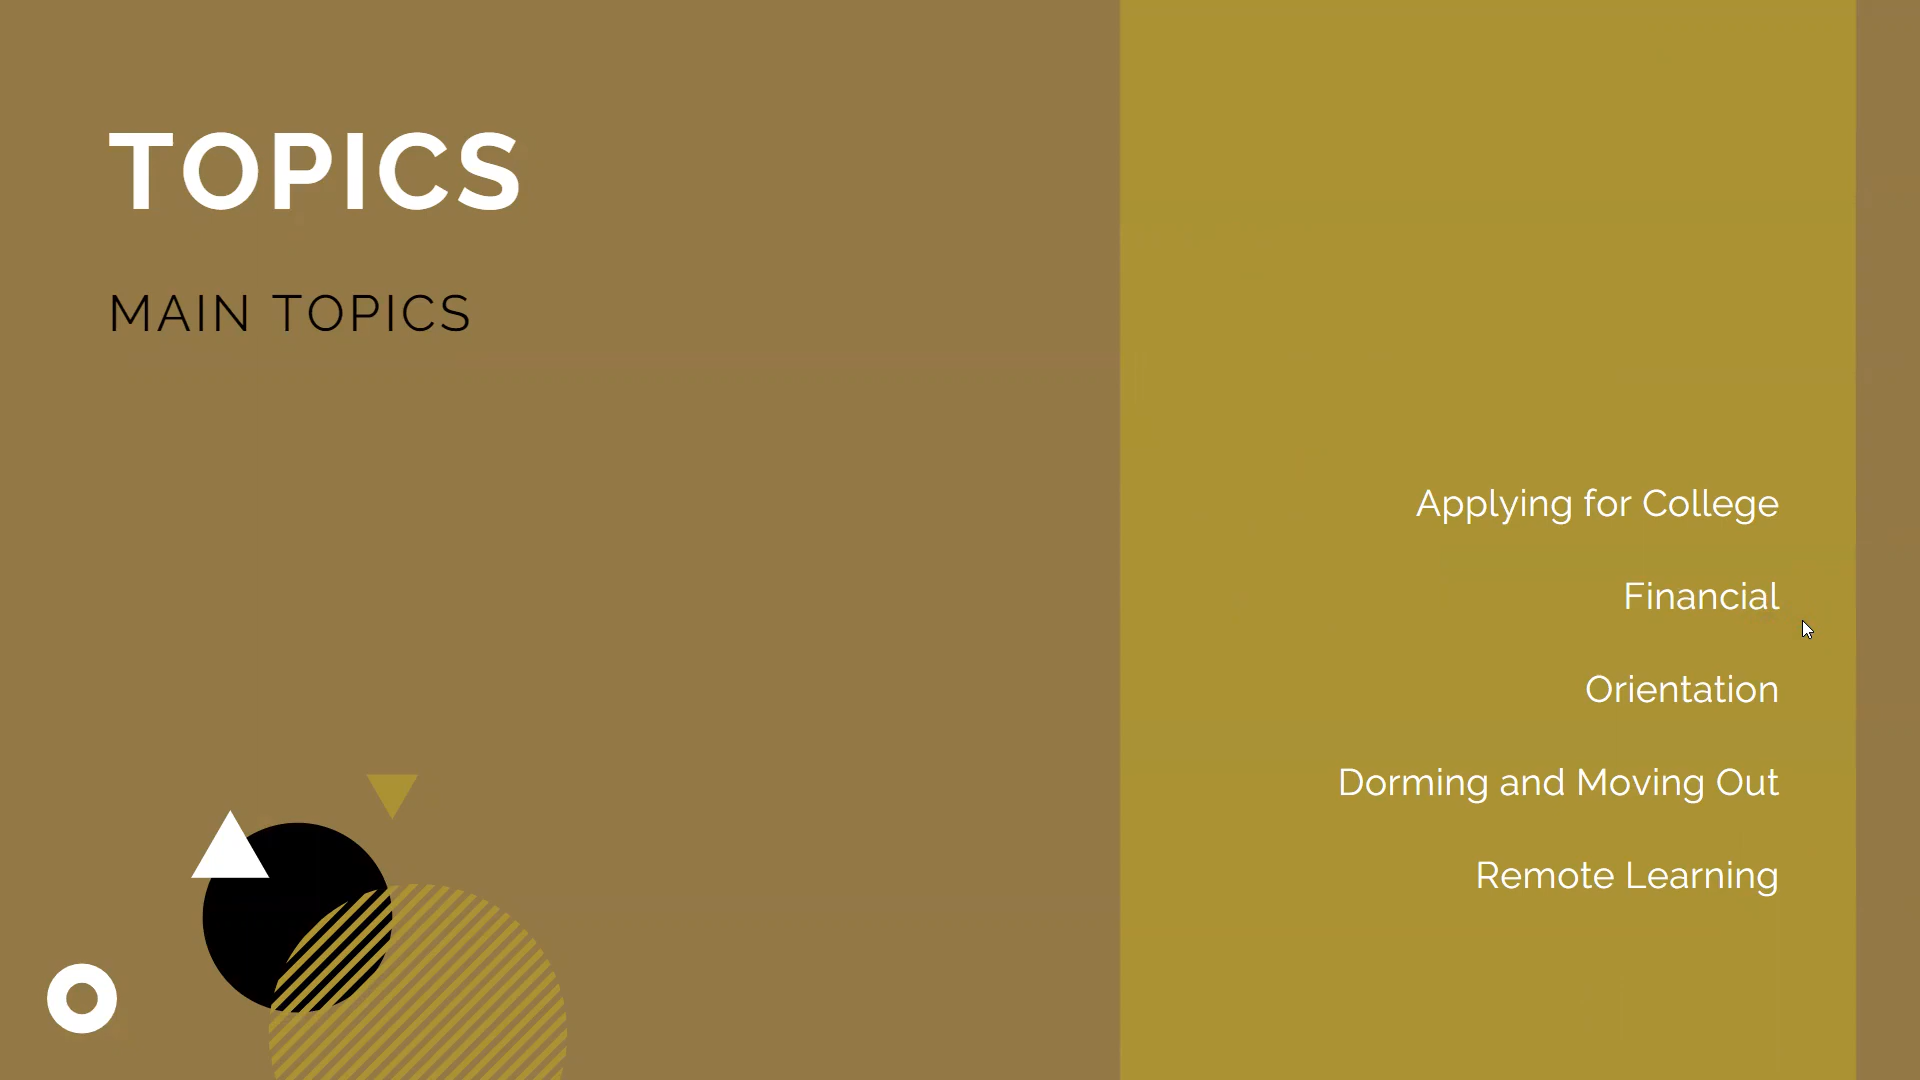 TOPICS
MAIN TOPICS
Applying for College
Financial
Orientation
Dorming and Moving Out
Remote Learning